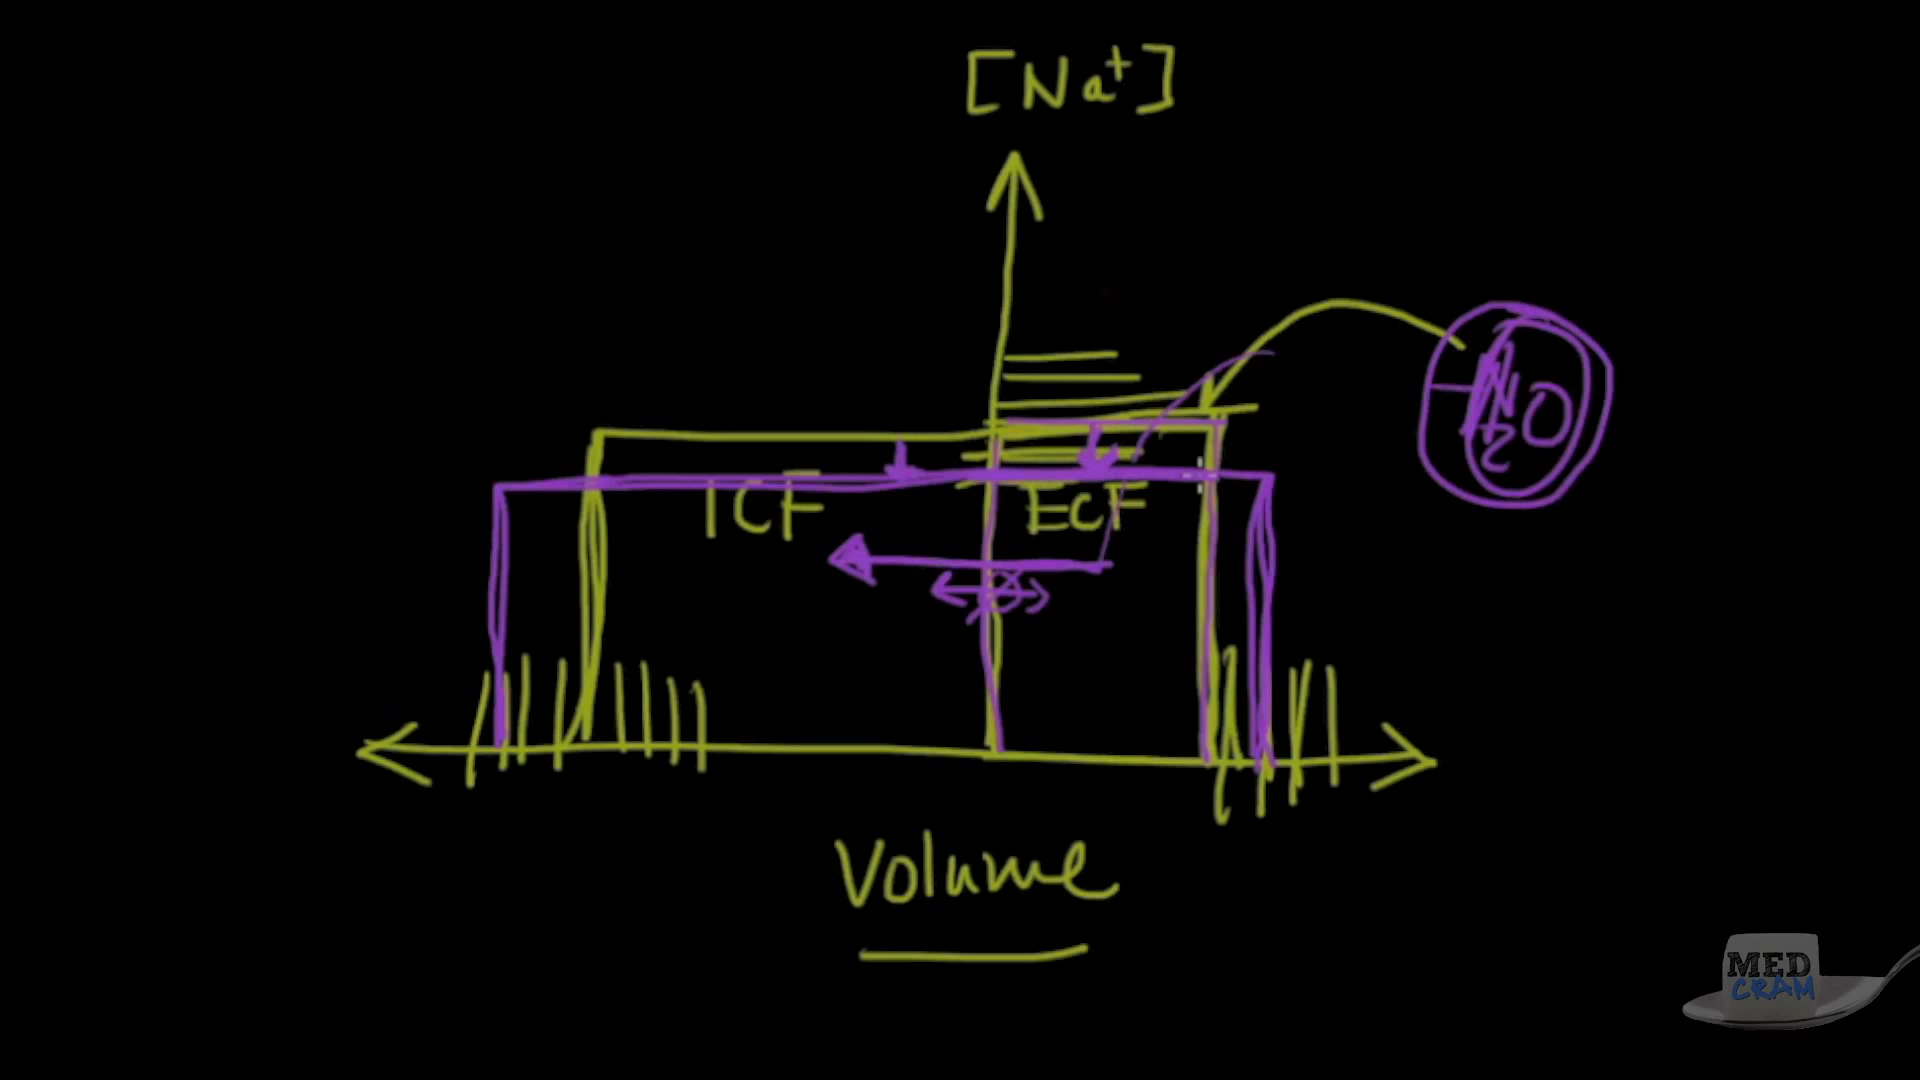 [Na⁺]
H₂O
ICF ECF
Volume
MED
CRAM